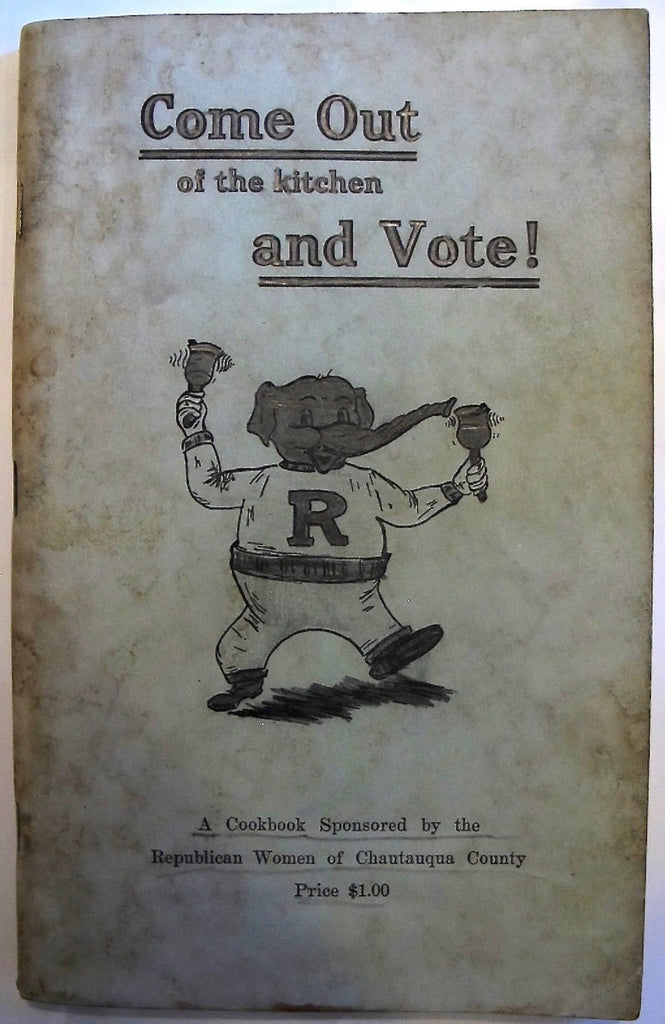 Come Out
of the kitchen
and Vote!
R
A Cookbook Sponsored by the
Republican Women of Chautauqua County
Price $1.00